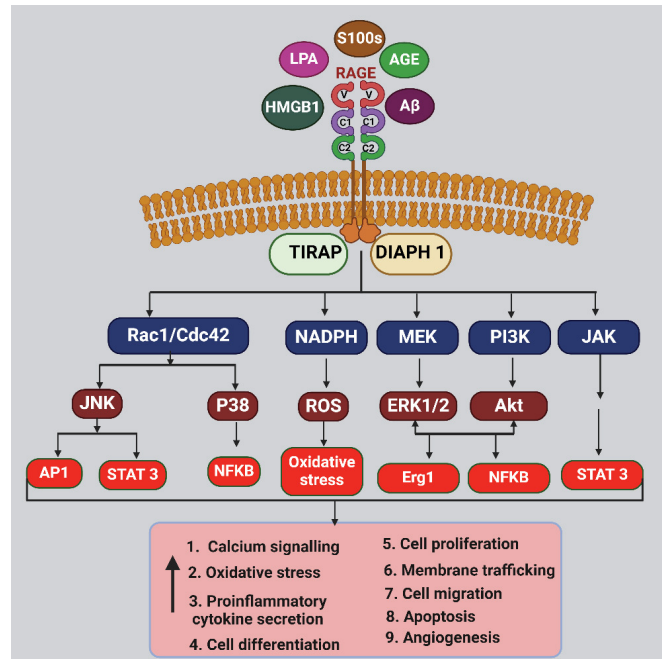 S100s
LPA
AGE
RAGE
HMGB1
Aβ
V V
C1 C1
C2 C2
TIRAP
DIAPH 1
Rac1/Cdc42
NADPH
MEK
PI3K
JAK
JNK
P38
ROS
ERK1/2
Akt
AP1
STAT 3
NFKB
Oxidative
stress
Erg1
NFKB
STAT 3
1. Calcium signalling
2. Oxidative stress
3. Proinflammatory
cytokine secretion
4. Cell differentiation
5. Cell proliferation
6. Membrane trafficking
7. Cell migration
8. Apoptosis
9. Angiogenesis